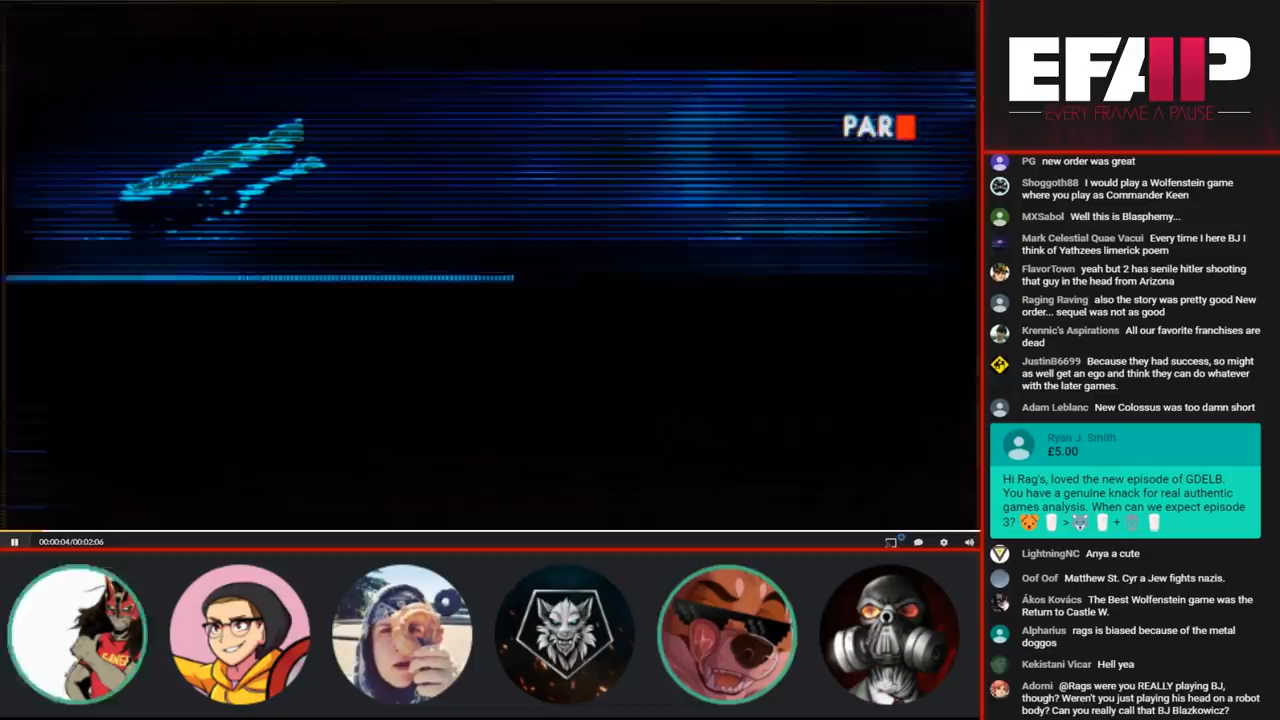 PAR
EFAP
EVERY FRAME A PAUSE
PG new order was great
Shoggoth88 I would play a Wolfenstein game
where you play as Commander Keen
MXSabol Well this is Blasphemy...
Mark Celestial Quae Vacui Every time I here BJ I
think of Yathzees limerick poem
FlavorTown yeah but 2 has senile hitler shooting
that guy in the head from Arizona
Raging Raving also the story was pretty good New
order... sequel was not as good
Krennic's Aspirations All our favorite franchises are
dead
JustinB6699 Because they had success, so might
as well get an ego and think they can do whatever
with the later games.
Adam Leblanc New Colossus was too damn short
Ryan J. Smith
£5.00
Hi Rag's, loved the new episode of GDELB.
You have a genuine knack for real authentic
games analysis. When can we expect episode
3? 🐯 🥛 > 🐺 🥛 + 🗑 🥛
LightningNC Anya a cute
Oof Oof Matthew St. Cyr a Jew fights nazis.
Ákos Kovács The Best Wolfenstein game was the
Return to Castle W.
Alpharius rags is biased because of the metal
doggos
Kekistani Vicar Hell yea
Adorni @Rags were you REALLY playing BJ,
though? Weren't you just playing his head on a robot
body? Can you really call that BJ Blazkowicz?
00:00:04/00:02:06